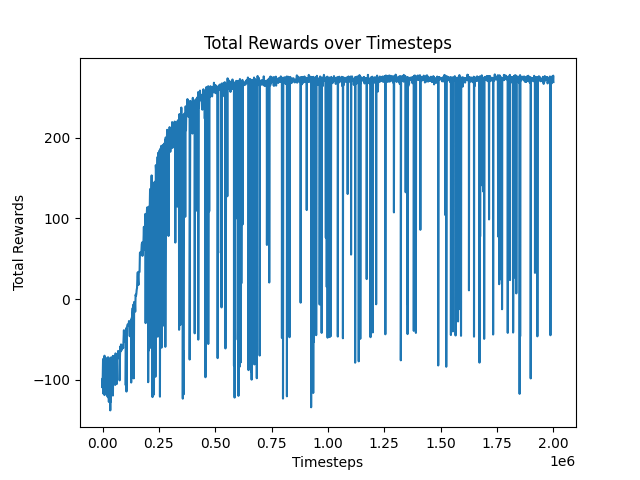 Total Rewards over Timesteps
Total Rewards
200
100
0
−100
0.00 0.25 0.50 0.75 1.00 1.25 1.50 1.75 2.00
1e6
Timesteps